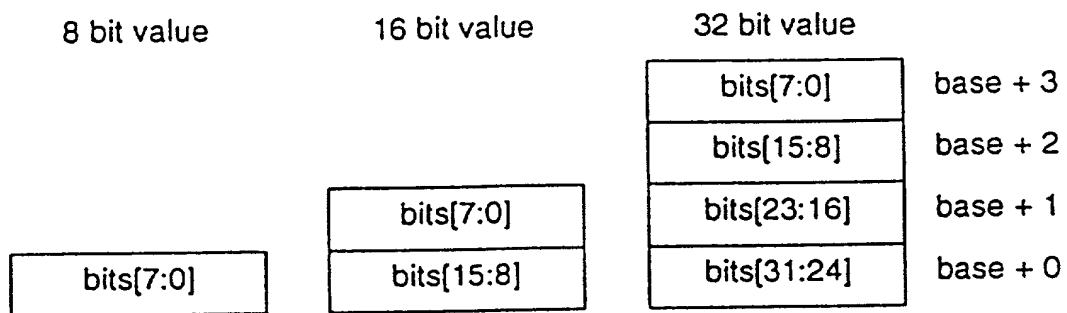 8 bit value 16 bit value 32 bit value
bits[7:0] base + 3
bits[15:8] base + 2
bits[7:0] bits[23:16] base + 1
bits[7:0] bits[15:8] bits[31:24] base + 0